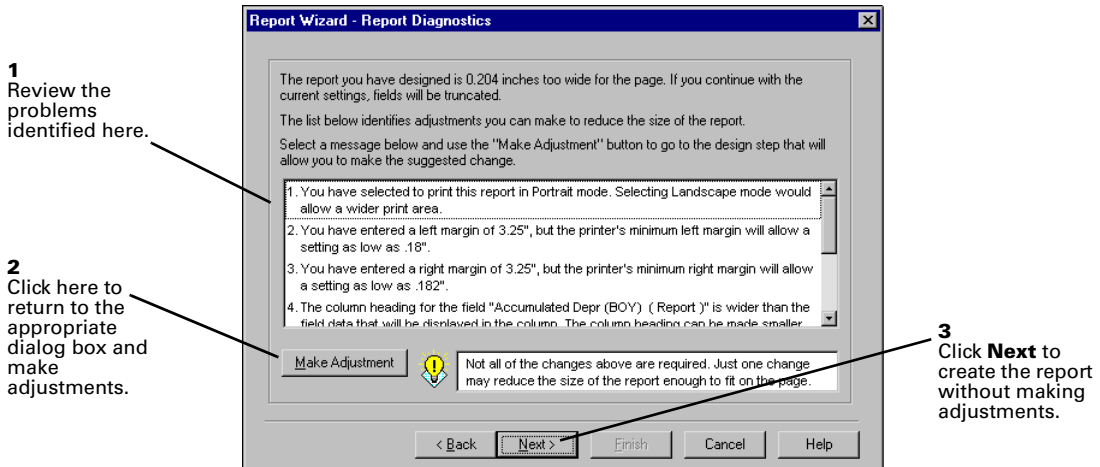 Report Wizard - Report Diagnostics
1
Review the
problems
identified here.
The report you have designed is 0.204 inches too wide for the page. If you continue with the
current settings, fields will be truncated.
The list below identifies adjustments you can make to reduce the size of the report.
Select a message below and use the "Make Adjustment" button to go to the design step that will
allow you to make the suggested change.
1. You have selected to print this report in Portrait mode. Selecting Landscape mode would
allow a wider print area.
2. You have entered a left margin of 3.25", but the printer's minimum left margin will allow a
setting as low as .18".
3. You have entered a right margin of 3.25", but the printer's minimum right margin will allow
a setting as low as .182".
4. The column heading for the field "Accumulated Depr (BOY) ( Report )" is wider than the
field data that will be displayed in the column. The column heading can be made smaller
2
Click here to
return to the
appropriate
dialog box and
make
adjustments.
Make Adjustment
Not all of the changes above are required. Just one change
may reduce the size of the report enough to fit on the page.
3
Click Next to
create the report
without making
adjustments.
< Back
Next >
Finish
Cancel
Help